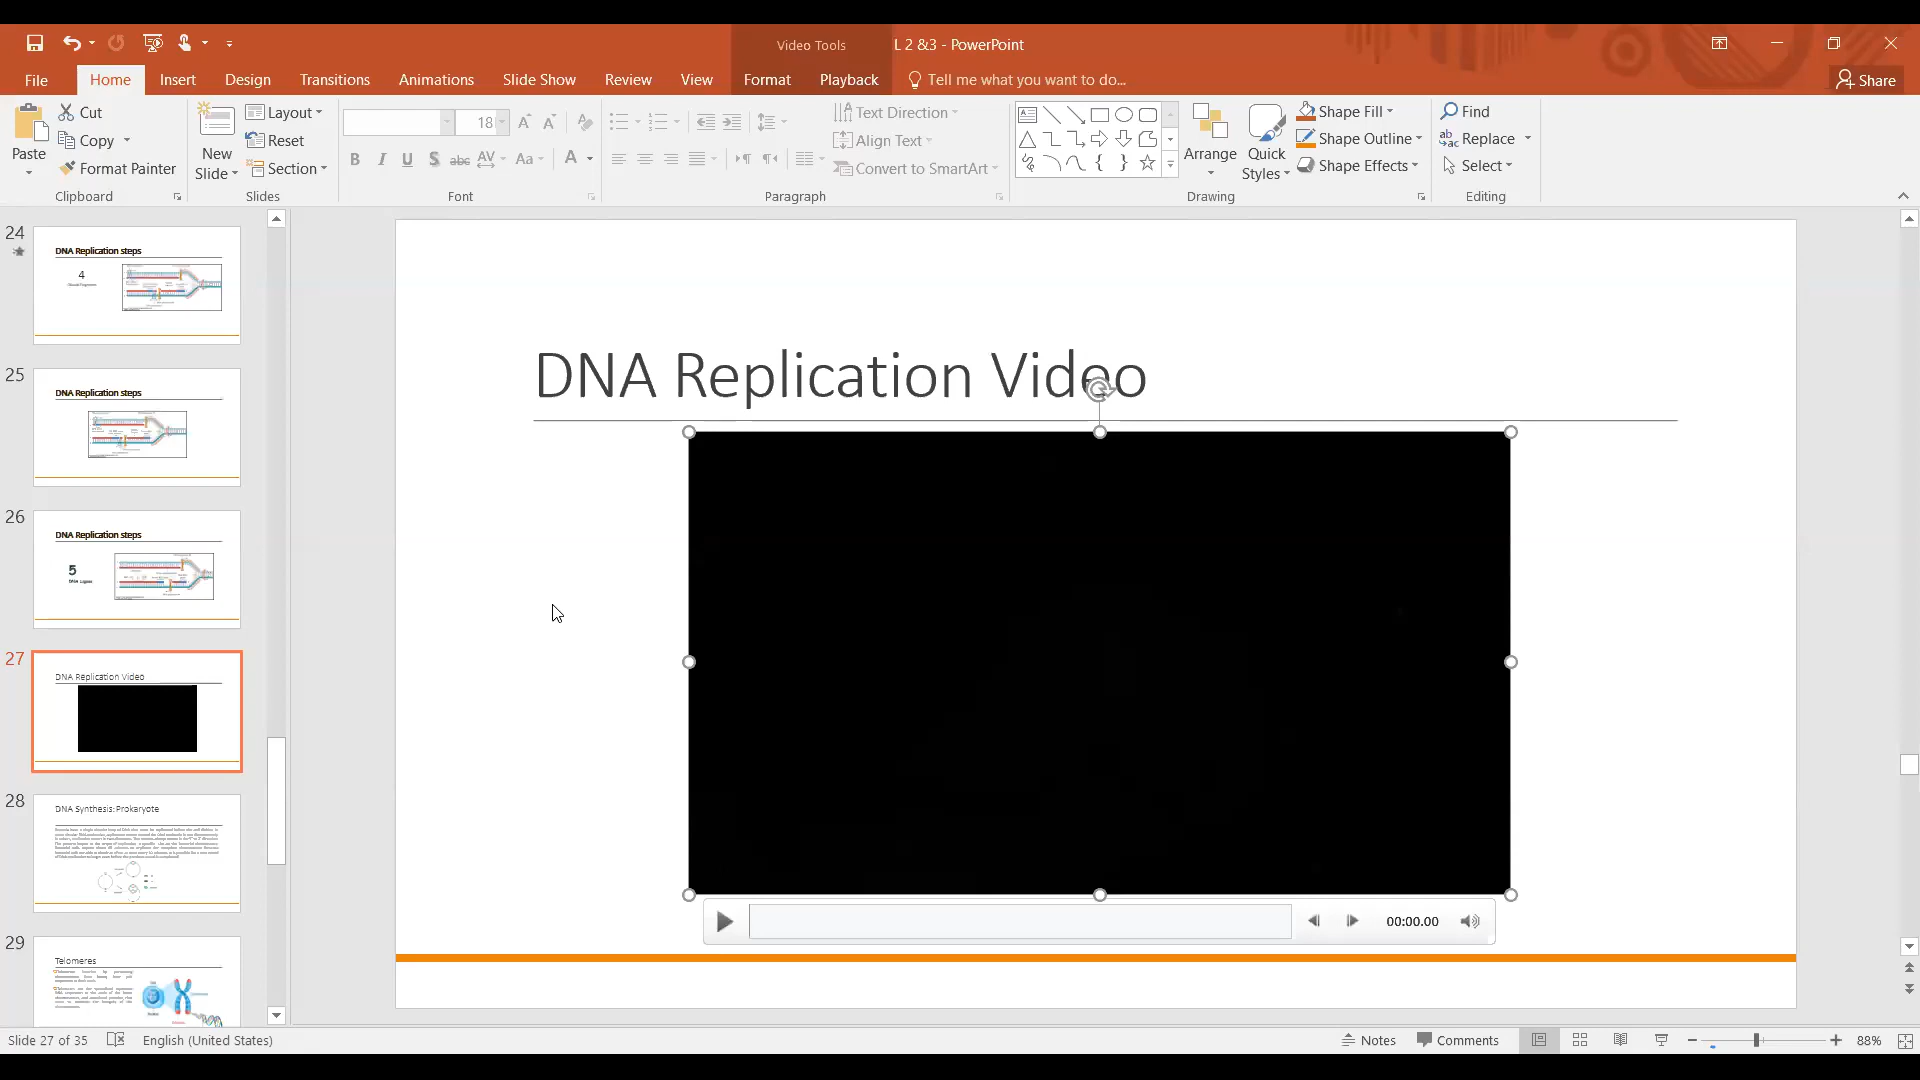 Video Tools
L 2 &3 - PowerPoint
File
Home
Insert
Design
Transitions
Animations
Slide Show
Review
View
Format
Playback
Tell me what you want to do...
Share
Paste
Cut
Copy
Format Painter
Clipboard
New
Slide
Layout
Reset
Section
Slides
18
B I U S abc AV Aa A
Font
Text Direction
Align Text
Convert to SmartArt
Paragraph
Arrange
Quick
Styles
Shape Fill
Shape Outline
Shape Effects
Drawing
Find
Replace
Select
Editing
24
DNA Replication steps
4
25
DNA Replication steps
26
DNA Replication steps
5
DNA Ligase
27
DNA Replication Video
28
DNA Synthesis: Prokaryote
29
Telomeres
DNA Replication Video
00:00.00
Slide 27 of 35
English (United States)
Notes
Comments
88%